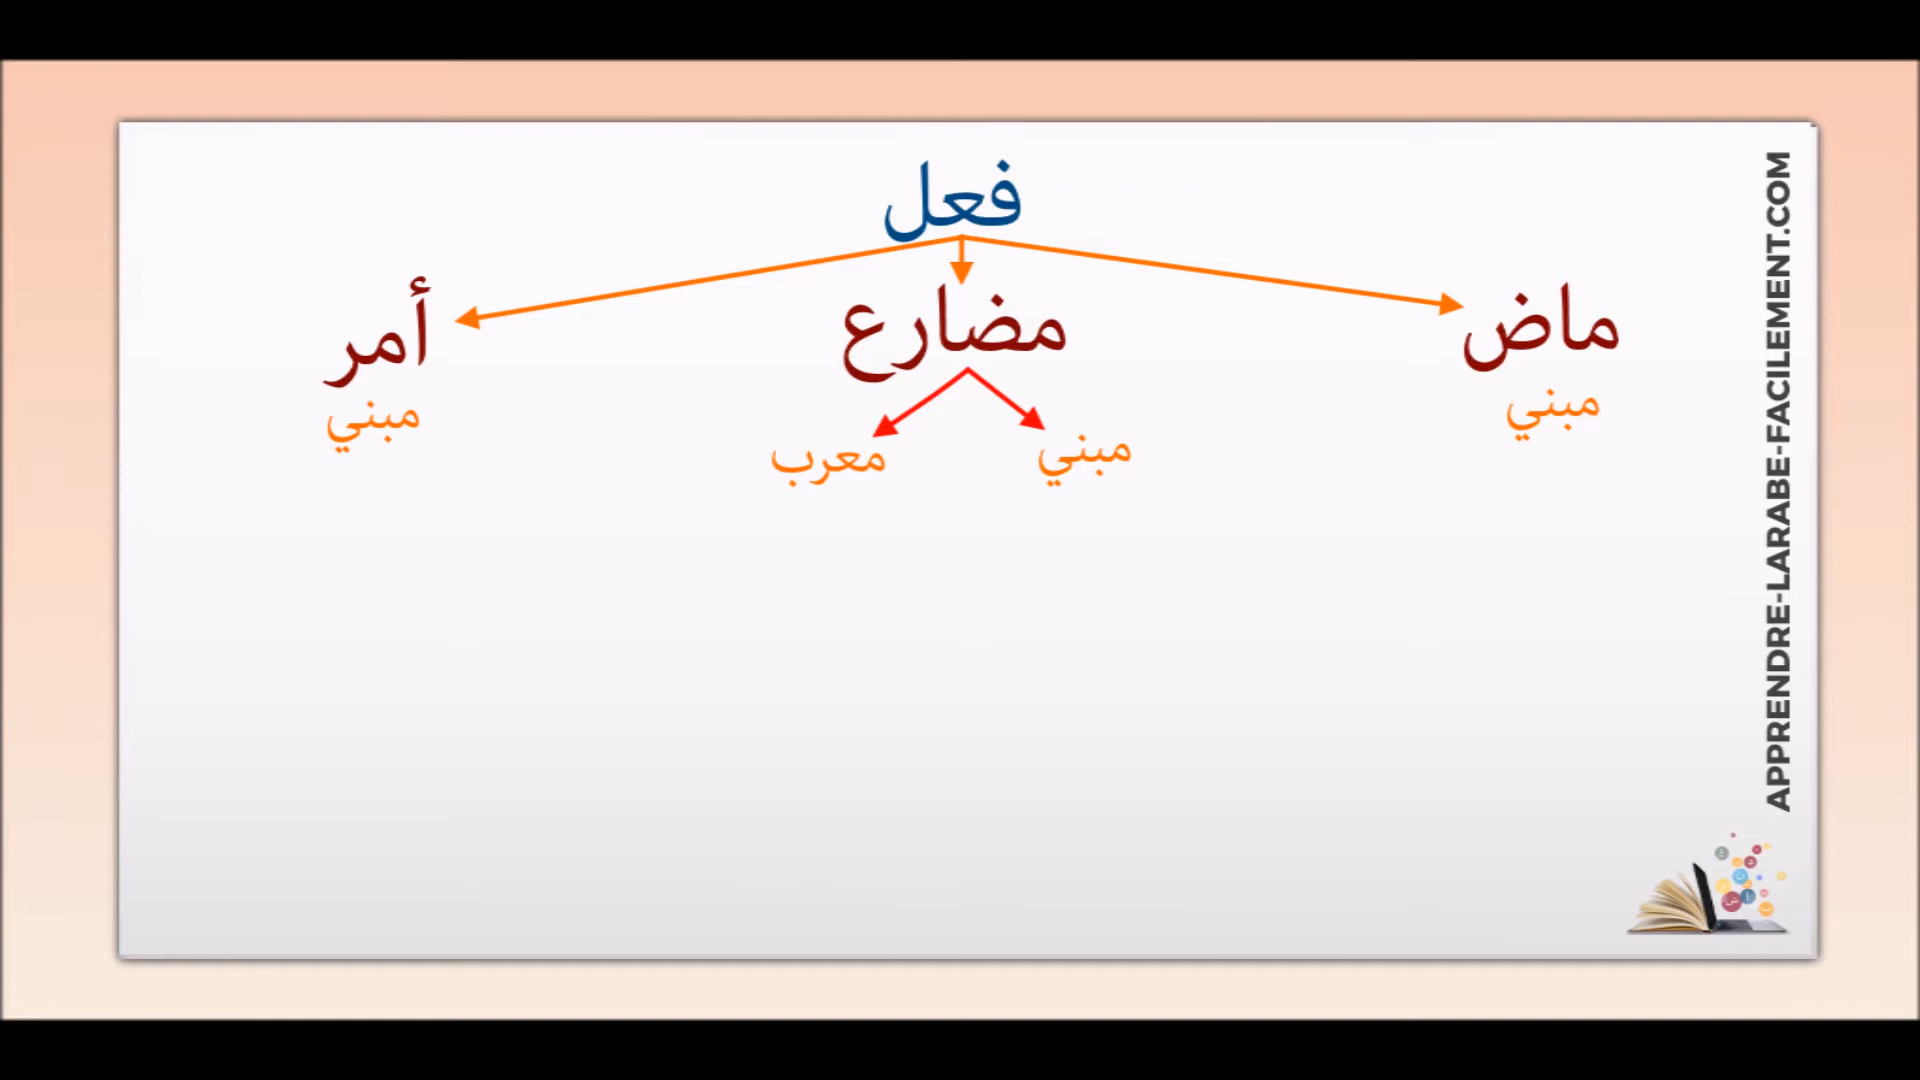 فعل
ماض
مضارع
أمر
مبني
مبني
معرب
مبني
APPRENDRE-LARABE-FACILEMENT.COM